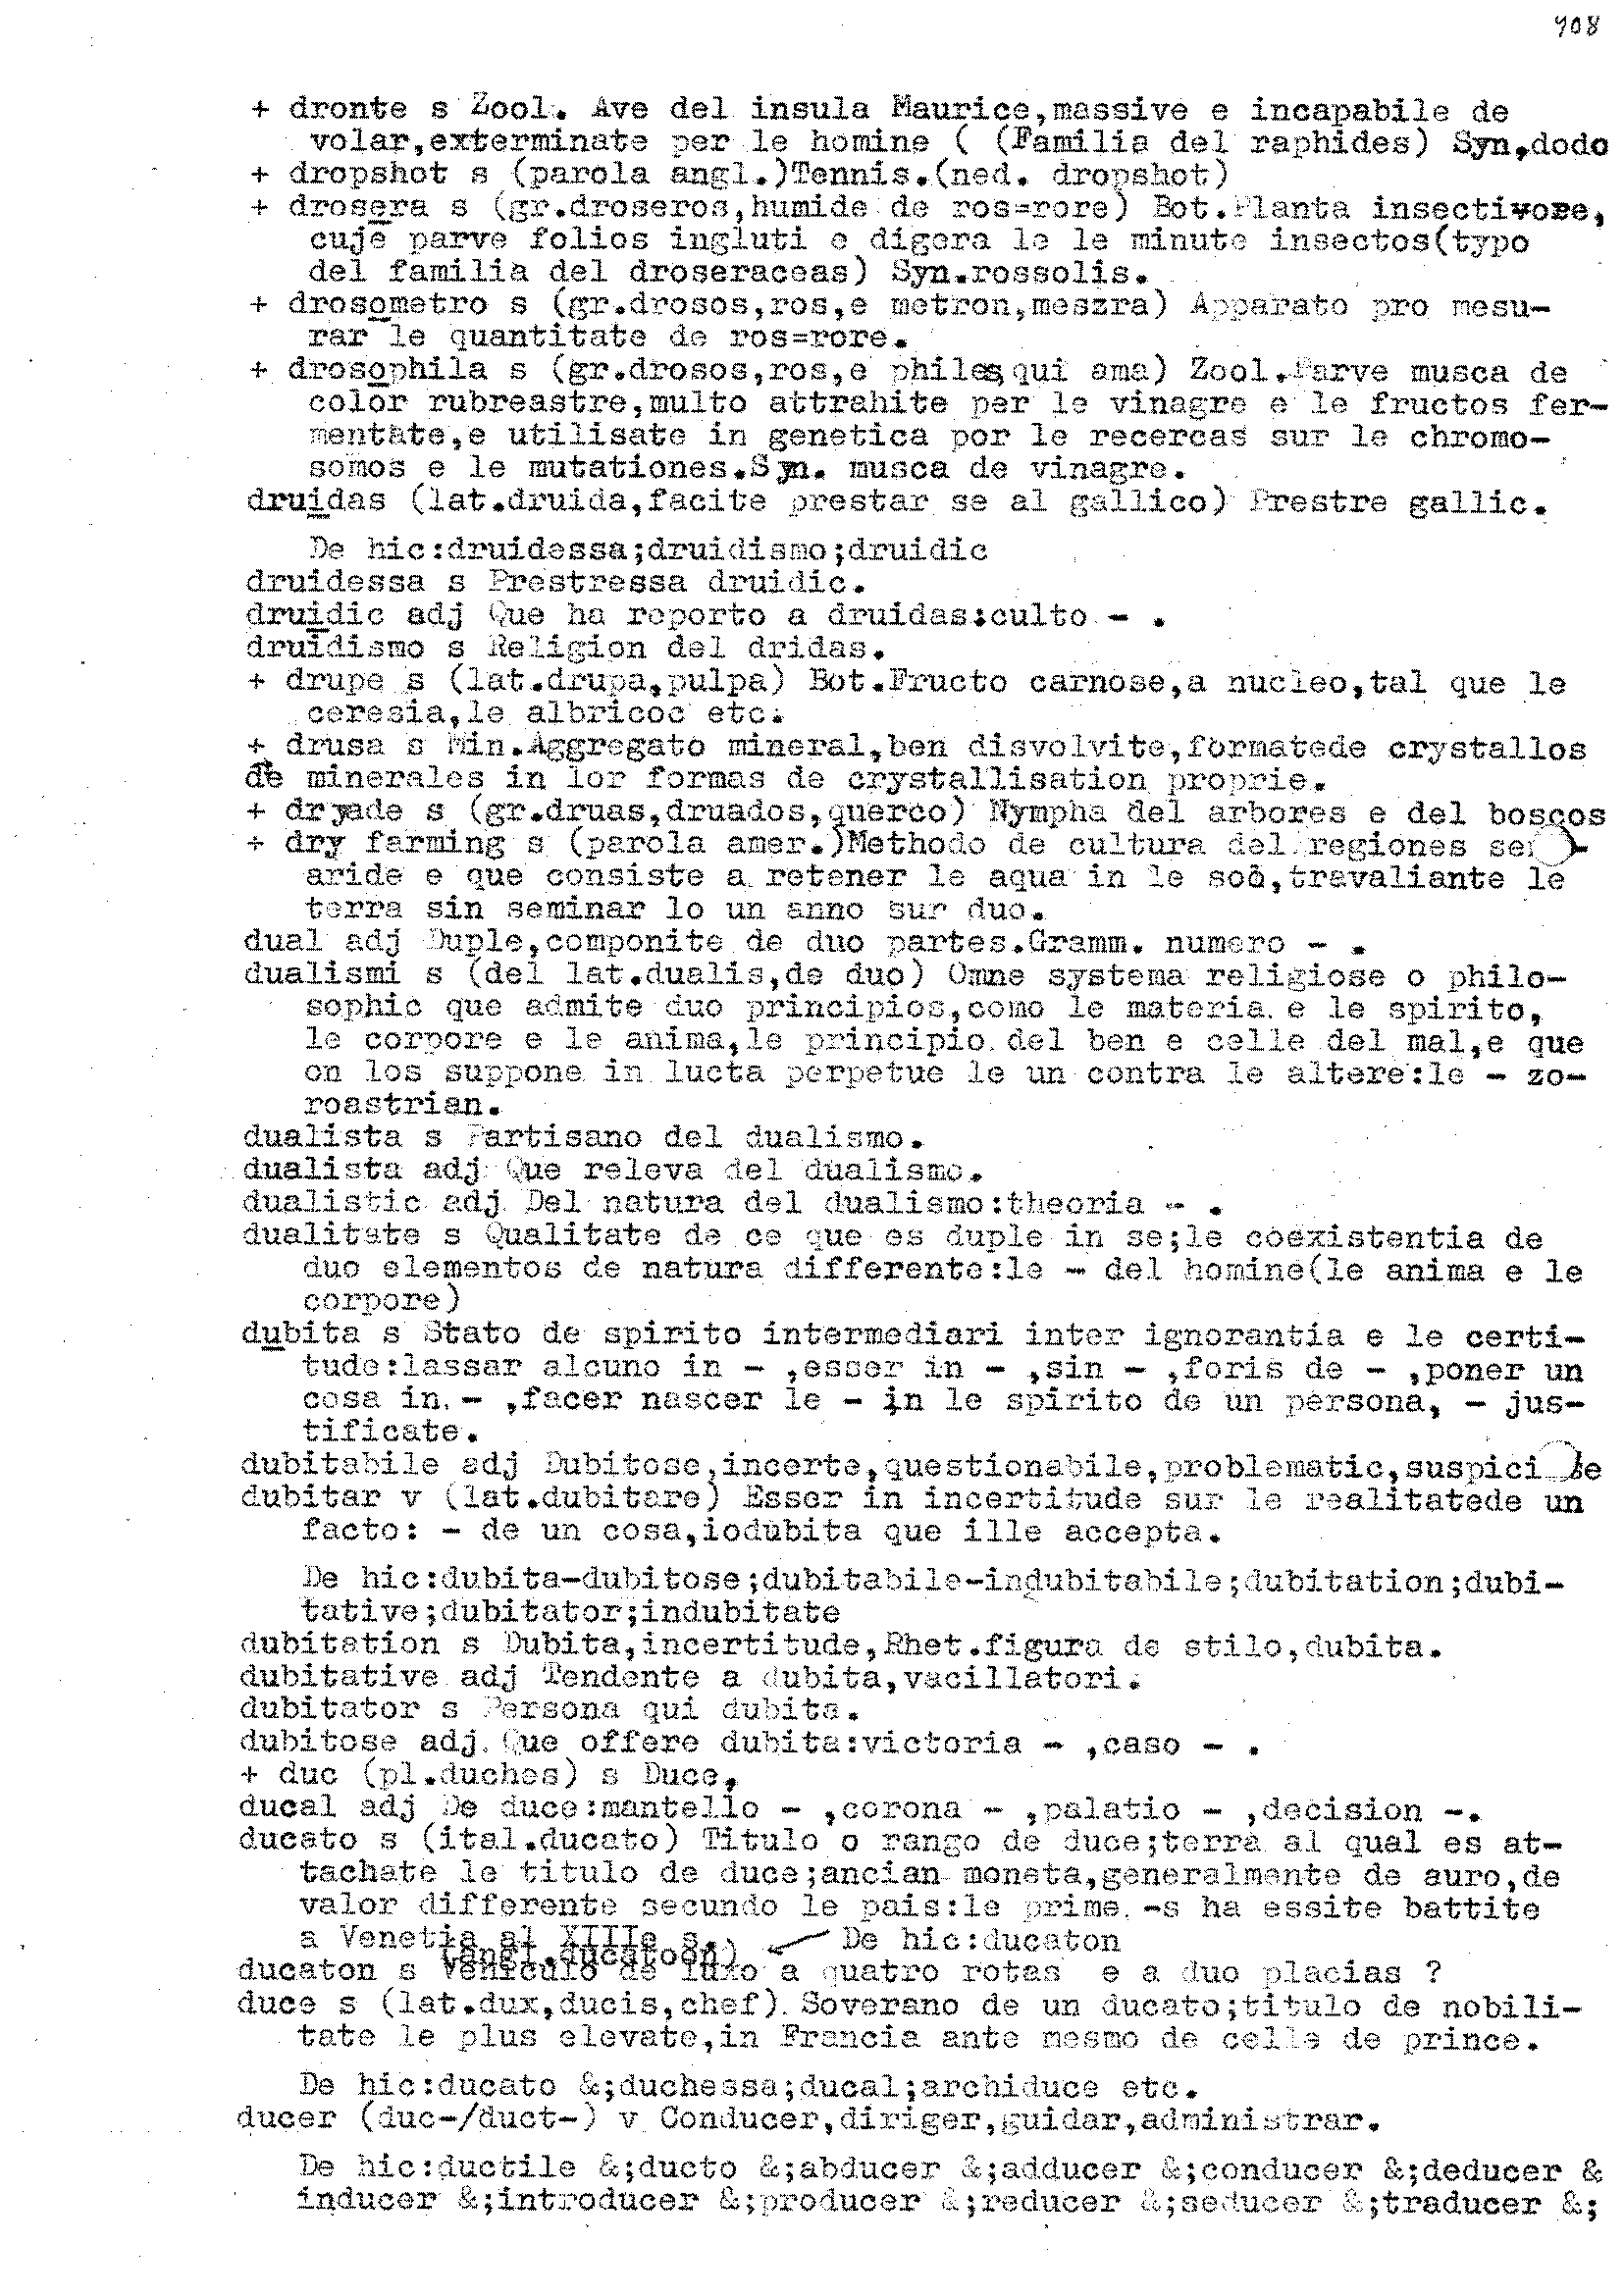 908
+ dronte s Zool. Ave del insula Maurice,massive e incapabile de
volar,exterminate per le homine ( (Familia del raphides) Syn,dodo
+ dropshot s (parola angl.)Tennis.(ned. dropshot)
+ drosera s (gr.droseros,humide de ros=rore) Bot.Planta insectivore,
cuje parve folios ingluti e digera le le minute insectos(typo
del familia del droseraceas) Syn.rossolis.
+ drosometro s (gr.drosos,ros,e metron,meszra) Apparato pro mesu-
rar le quantitate de ros=rore.
+ drosophila s (gr.drosos,ros,e philes,qui ama) Zool.Parve musca de
color rubreastre,multo attrahite per le vinagre e le fructos fer-
mentate,e utilisate in genetica por le recercas sur le chromo-
somos e le mutationes.Syn. musca de vinagre.
druidas (lat.druida,facite prestar se al gallico) Prestre gallic.
De hic:druidessa;druidismo;druidic
druidessa s Prestressa druidic.
druidic adj Que ha reporto a druidas:culto - .
druidismo s Religion del dridas.
+ drupe s (lat.drupa,pulpa) Bot.Fructo carnose,a nucleo,tal que le
ceresia,le albricoc etc.
+ drusa s Min.Aggregato mineral,ben disvolvite,formatede crystallos
de minerales in lor formas de crystallisation proprie.
+ dryade s (gr.druas,druados,querco) Nympha del arbores e del boscos
+ dry farming s (parola amer.)Methodo de cultura del regiones
aride e que consiste a retener le aqua in le soo,travaliante le
terra sin seminar lo un anno sur duo.
dual adj Duple,componite de duo partes.Gramm. numero - .
dualismi s (del lat.dualis,de duo) Omne systema religiose o philo-
sophic que admite duo principios,como le materia e le spirito,
le corpore e le anima,le principio del ben e celle del mal,e que
on los suppone in lucta perpetue le un contra le altere:le - zo-
roastrian.
dualista s Partisano del dualismo.
dualista adj Que releva del dualismo.
dualistic adj Del natura del dualismo:theoria - .
dualitate s Qualitate de ce que es duple in se;le coexistentia de
duo elementos de natura differente:le - del homine(le anima e le
corpore)
dubita s Stato de spirito intermediari inter ignorantia e le certi-
tude:lassar alcuno in - ,esser in - ,sin - ,foris de - ,poner un
cosa in - ,facer nascer le - in le spirito de un persona, - jus-
tificate.
dubitabile adj Dubitose,incerte,questionabile,problematic,
dubitar v (lat.dubitare) Esser in incertitude sur le realitatede un
facto: - de un cosa,iodubita que ille accepta.
De hic:dubita-dubitose;dubitabile-indubitabile;dubitation;dubi-
tative;dubitator;indubitate
dubitation s Dubita,incertitude,Rhet.figura de stilo,dubita.
dubitative adj Tendente a dubita,vacillatori.
dubitator s Persona qui dubita.
dubitose adj.Que offere dubita:victoria - ,caso - .
+ duc (pl.duches) s Duce,
ducal adj De duce:mantello - ,corona - ,palatio - ,decision -.
ducato s (ital.ducato) Titulo o rango de duce;terra al qual es at-
tachate le titulo de duce;ancian moneta,generalmente de auro,de
valor differente secundo le pais:le prime -s ha essite battite
a Venetia al XIIIe s. De hic:ducaton
(angl.ducatoon)
ducaton s Vehiculo de luxo a quatro rotas e a duo placias ?
duce s (lat.dux,ducis,chef). Soverano de un ducato;titulo de nobili-
tate le plus elevate,in Francia ante mesmo de celle de prince.
De hic:ducato &;duchessa;ducal;archiduce etc.
ducer (duc-/duct-) v Conducer,diriger,guidar,administrar.
De hic:ductile &;ducto &;abducer &;adducer &;conducer &;deducer &
inducer &;introducer &;producer &;reducer &;seducer &;traducer &;